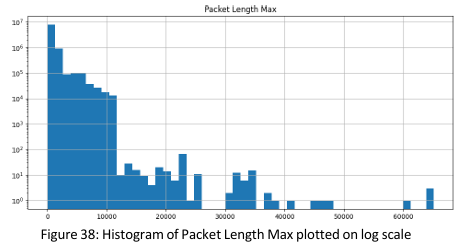 Packet Length Max
10⁷
10⁶
10⁵
10⁴
10³
10²
10¹
10⁰
0 10000 20000 30000 40000 50000 60000
Figure 38: Histogram of Packet Length Max plotted on log scale